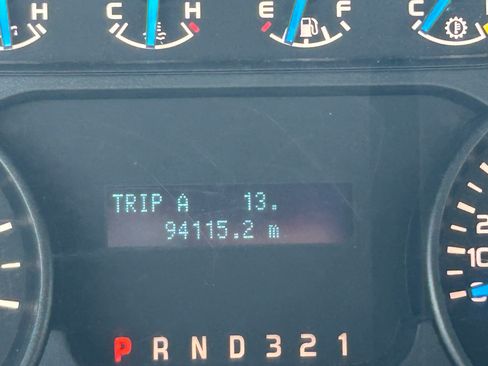 H C H E F C
TRIP A 13.
94115.2 m
P R N D 3 2 1